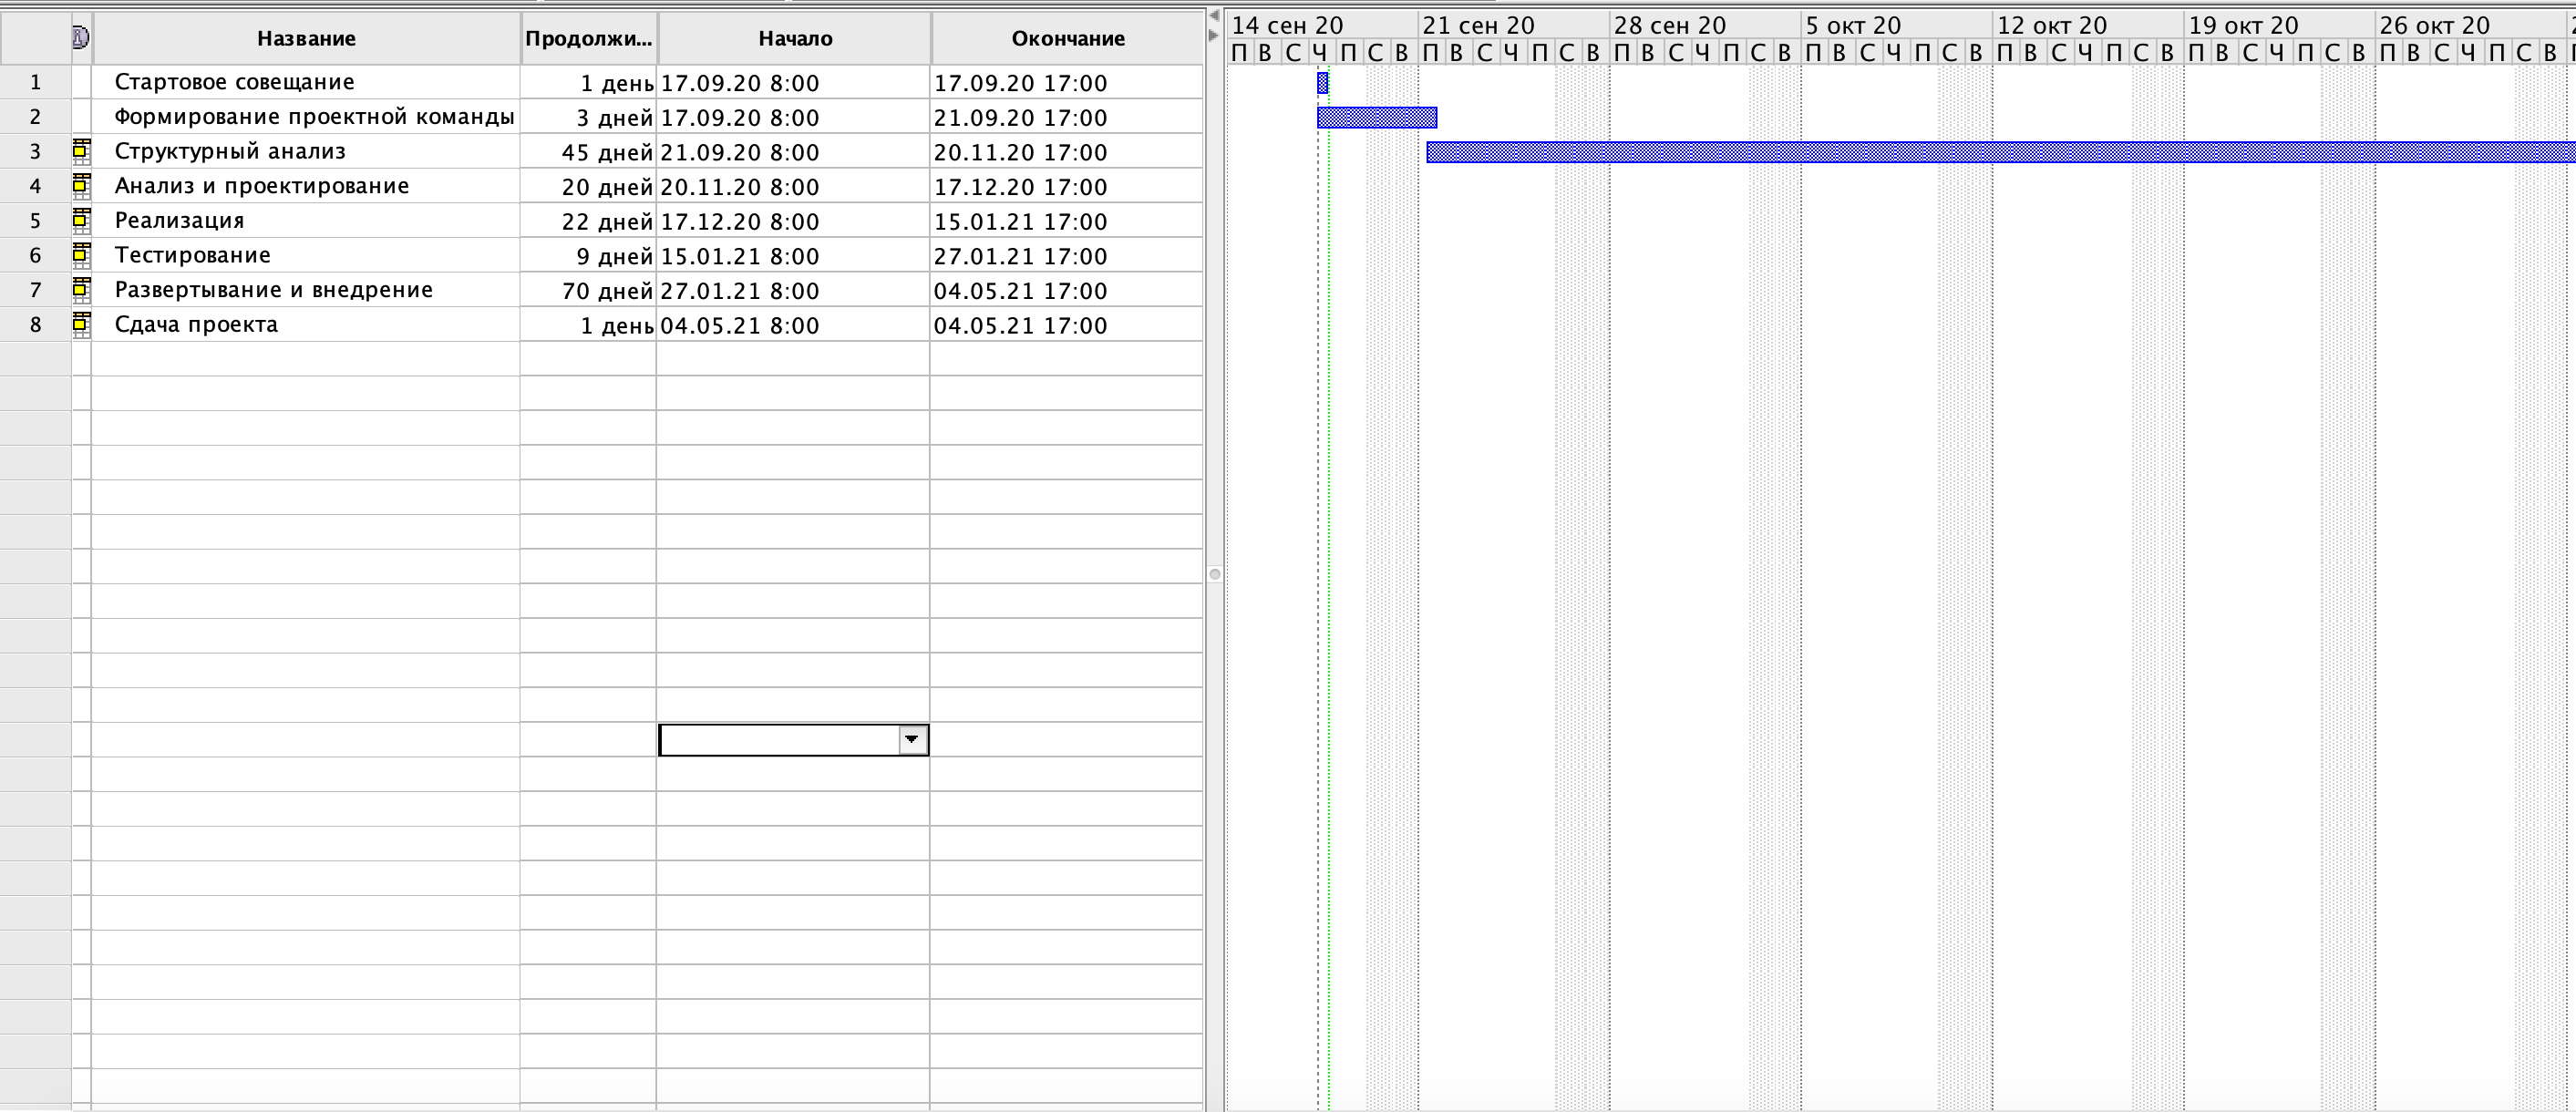 Название Продолжи... Начало Окончание
14 сен 20 21 сен 20 28 сен 20 5 окт 20 12 окт 20 19 окт 20 26 окт 20
П В С Ч П С В П В С Ч П С В П В С Ч П С В П В С Ч П С В П В С Ч П С В П В С Ч П С В П В С Ч П С В
1 Стартовое совещание 1 день 17.09.20 8:00 17.09.20 17:00
2 Формирование проектной команды 3 дней 17.09.20 8:00 21.09.20 17:00
3 Структурный анализ 45 дней 21.09.20 8:00 20.11.20 17:00
4 Анализ и проектирование 20 дней 20.11.20 8:00 17.12.20 17:00
5 Реализация 22 дней 17.12.20 8:00 15.01.21 17:00
6 Тестирование 9 дней 15.01.21 8:00 27.01.21 17:00
7 Развертывание и внедрение 70 дней 27.01.21 8:00 04.05.21 17:00
8 Сдача проекта 1 день 04.05.21 8:00 04.05.21 17:00